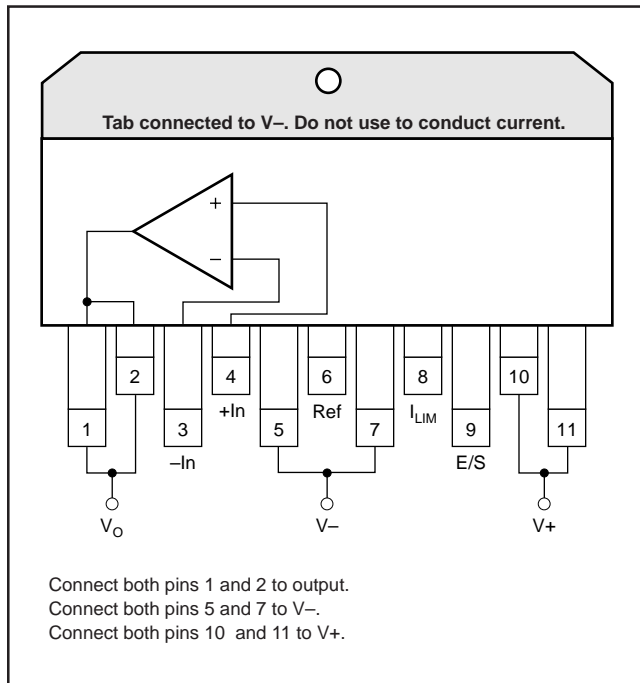 Tab connected to V–. Do not use to conduct current.
+
–
2
4
6
8
10
+In
Ref
I_LIM
1
3
5
7
9
11
–In
E/S
V_O
V–
V+
Connect both pins 1 and 2 to output.
Connect both pins 5 and 7 to V–.
Connect both pins 10 and 11 to V+.